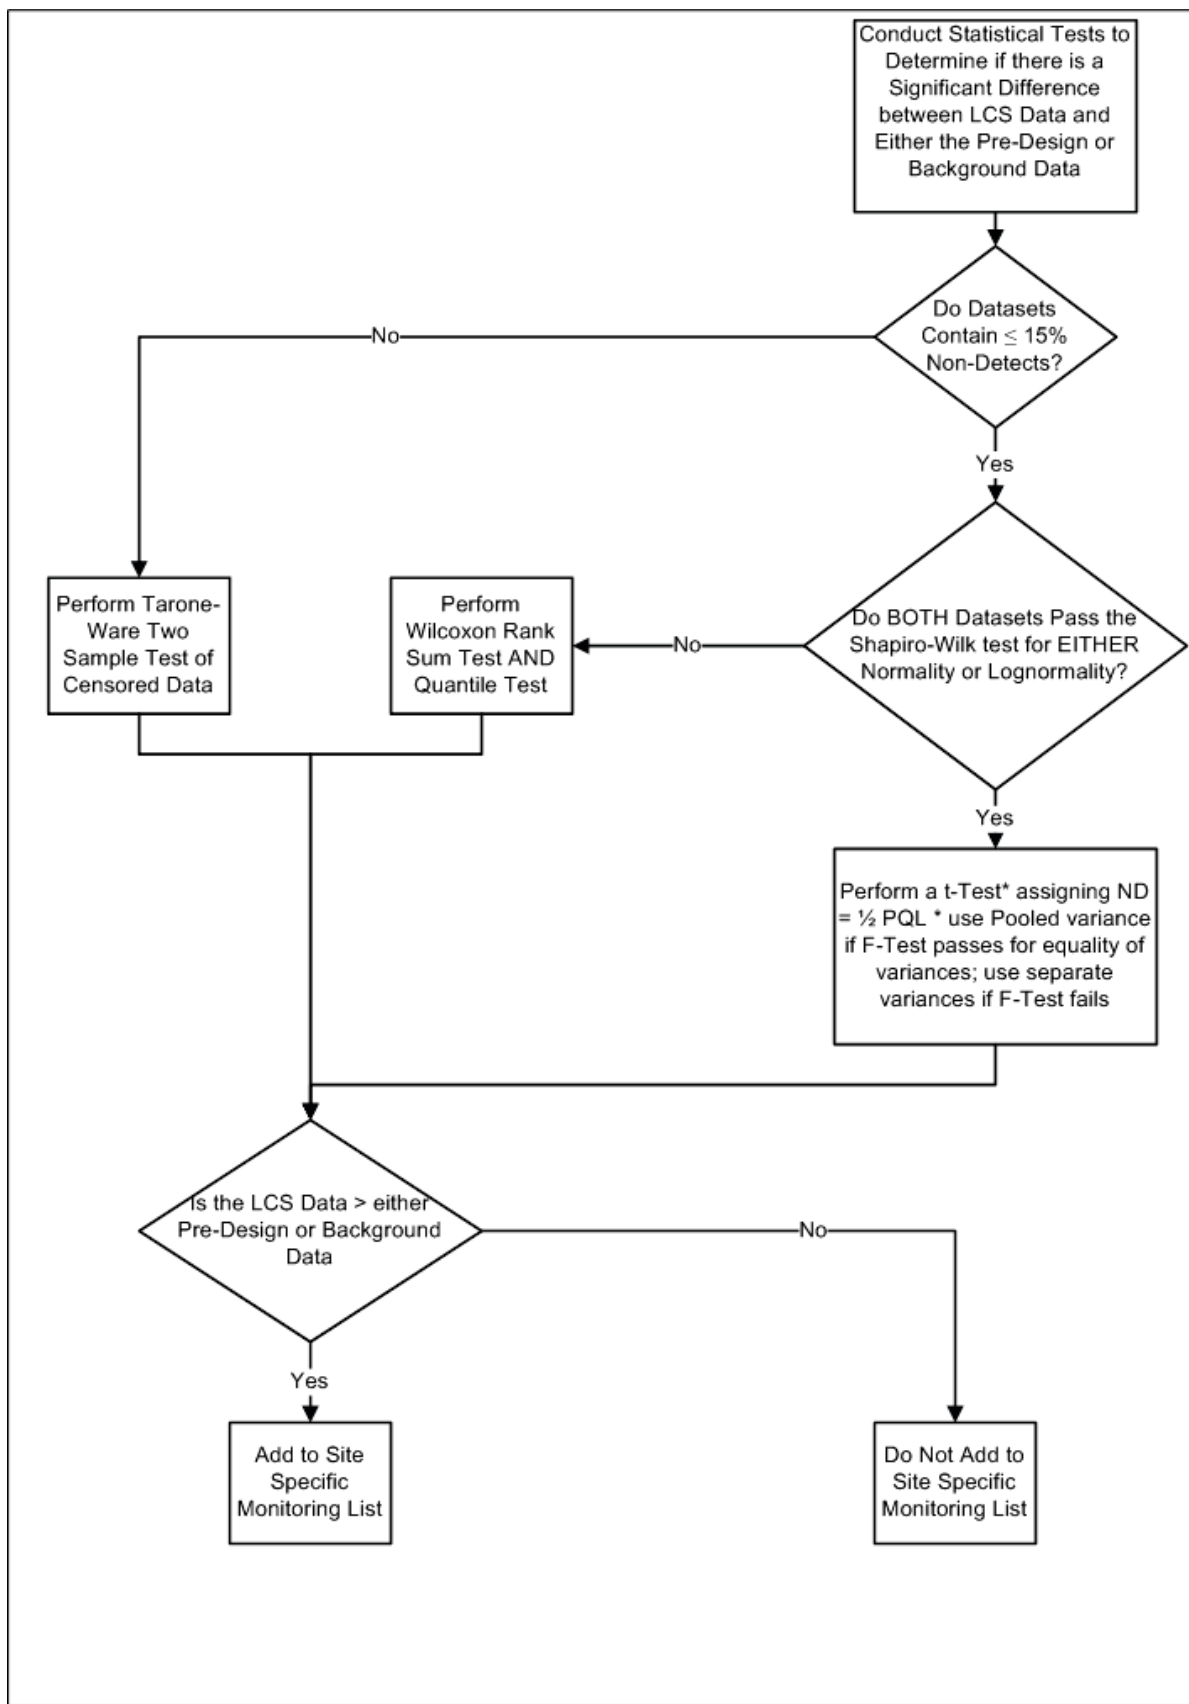 Conduct Statistical Tests to
Determine if there is a
Significant Difference
between LCS Data and
Either the Pre-Design or
Background Data
Do Datasets
Contain ≤ 15%
Non-Detects?
No
Yes
Perform Tarone-
Ware Two
Sample Test of
Censored Data
Perform
Wilcoxon Rank
Sum Test AND
Quantile Test
No
Do BOTH Datasets Pass the
Shapiro-Wilk test for EITHER
Normality or Lognormality?
Yes
Perform a t-Test* assigning ND
= ½ PQL * use Pooled variance
if F-Test passes for equality of
variances; use separate
variances if F-Test fails
Is the LCS Data > either
Pre-Design or Background
Data
No
Yes
Add to Site
Specific
Monitoring List
Do Not Add to
Site Specific
Monitoring List